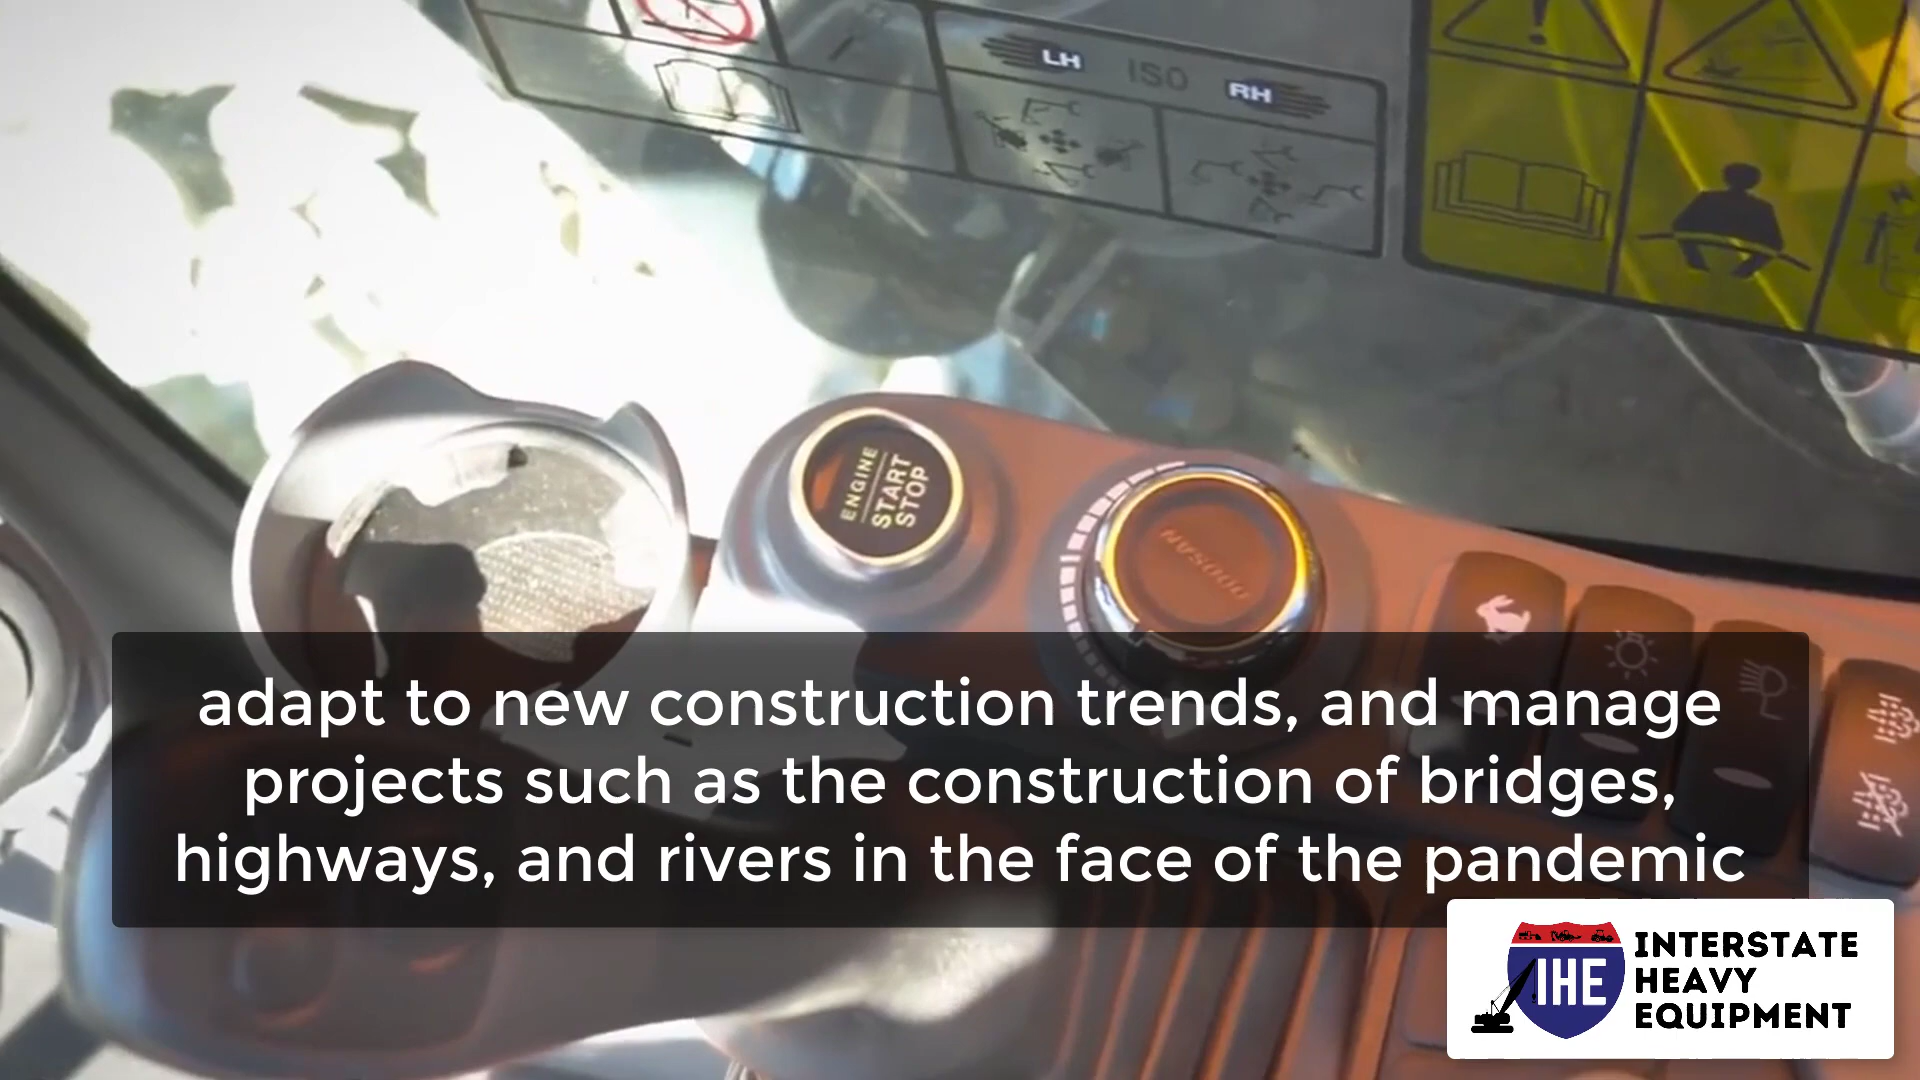 LH
ISO
RH
ENGINE
START
STOP
DOOSAN
adapt to new construction trends, and manage
projects such as the construction of bridges,
highways, and rivers in the face of the pandemic
IHE
INTERSTATE
HEAVY
EQUIPMENT